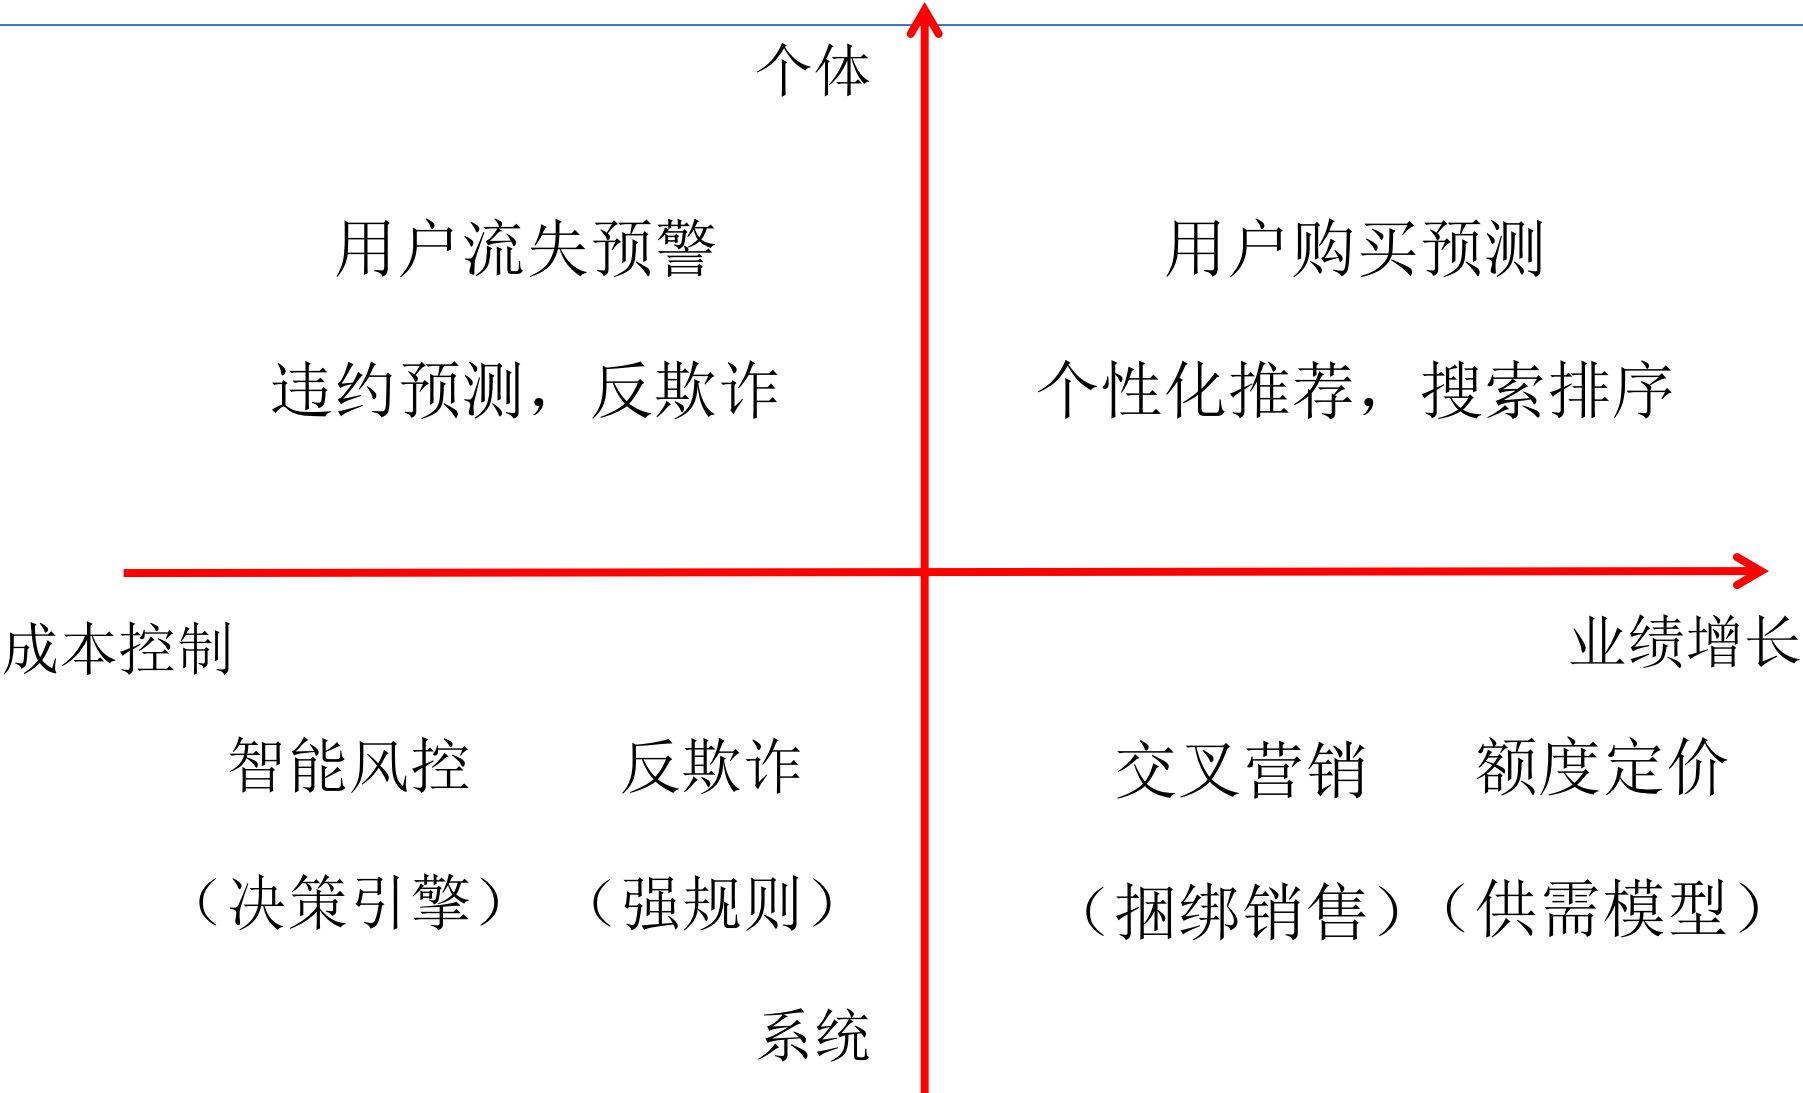 个体
用户流失预警
用户购买预测
违约预测，反欺诈
个性化推荐，搜索排序
成本控制
业绩增长
智能风控 反欺诈
交叉营销 额度定价
（决策引擎）（强规则）
（捆绑销售）（供需模型）
系统